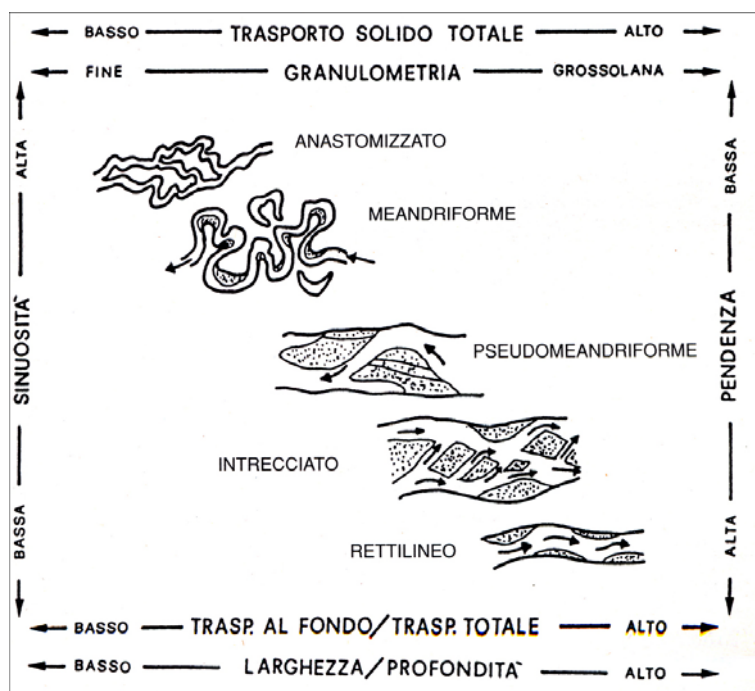 BASSO TRASPORTO SOLIDO TOTALE ALTO
FINE GRANULOMETRIA GROSSOLANA
ALTA
SINUOSITÀ
BASSA
ANASTOMIZZATO
MEANDRIFORME
PSEUDOMEANDRIFORME
INTRECCIATO
RETTILINEO
BASSA
PENDENZA
ALTA
BASSO TRASP. AL FONDO/TRASP. TOTALE ALTO
BASSO LARGHEZZA/PROFONDITÀ ALTO